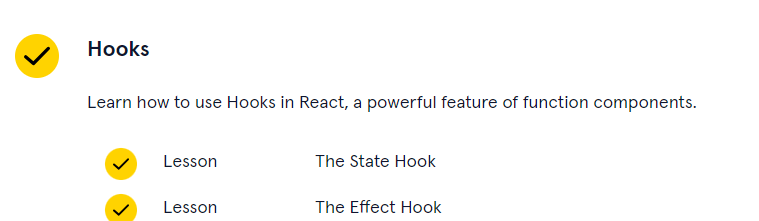 Hooks
Learn how to use Hooks in React, a powerful feature of function components.
Lesson The State Hook
Lesson The Effect Hook